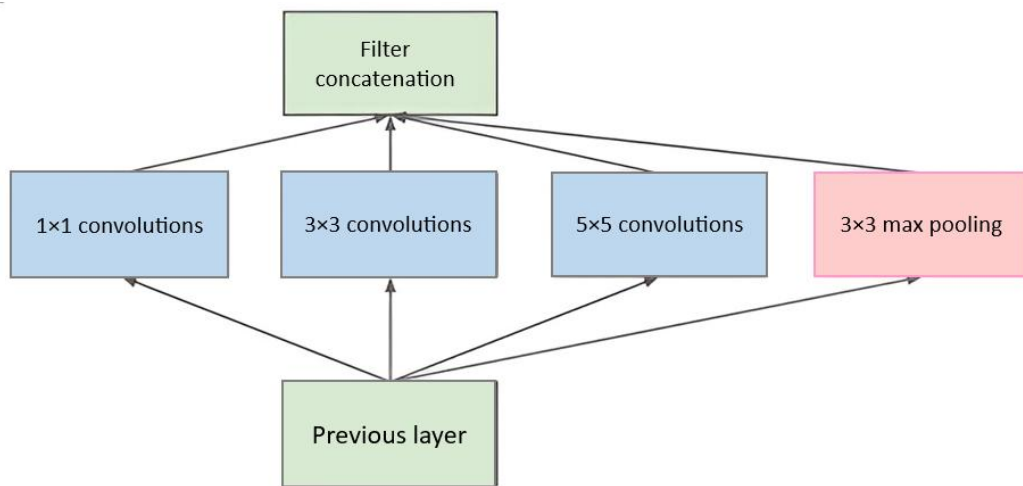 Filter
concatenation
1×1 convolutions
3×3 convolutions
5×5 convolutions
3×3 max pooling
Previous layer